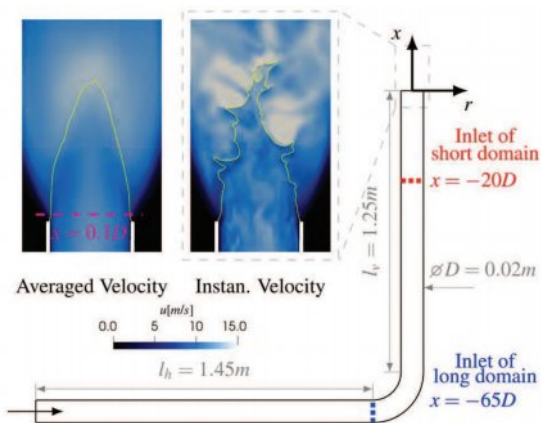 x
r
Inlet of
short domain
x = −20D
x = 0.1D
l_v = 1.25m
⌀D = 0.02m
Averaged Velocity
Instan. Velocity
u[m/s]
0.0 5 10 15.0
l_h = 1.45m
Inlet of
long domain
x = −65D